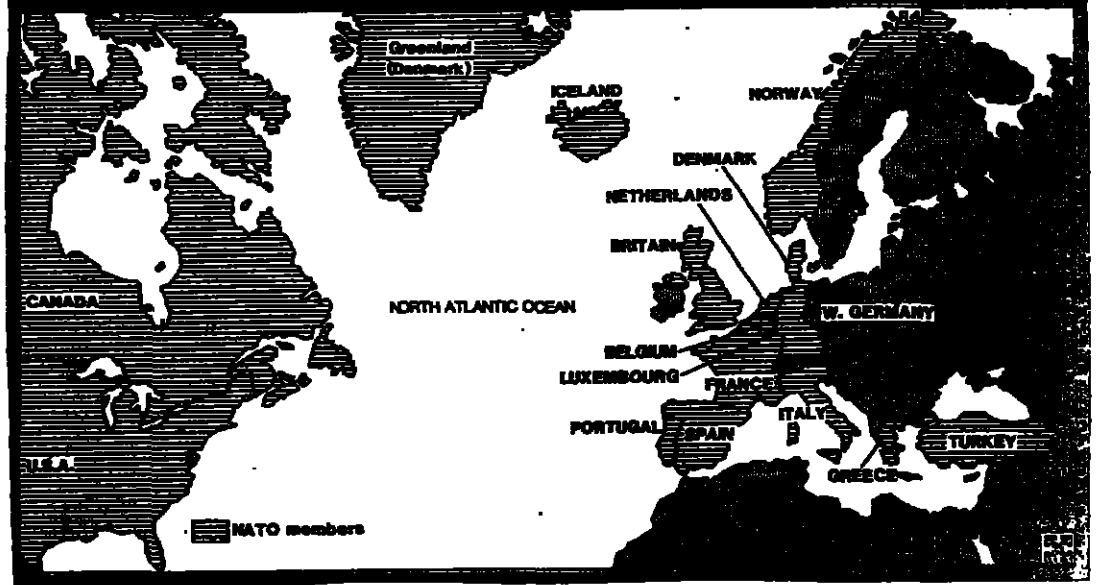 Greenland
(Denmark)
ICELAND
NORWAY
DENMARK
NETHERLANDS
BRITAIN
CANADA
NORTH ATLANTIC OCEAN
W. GERMANY
BELGIUM
LUXEMBOURG
FRANCE
ITALY
PORTUGAL
SPAIN
TURKEY
U.S.A.
GREECE
NATO members